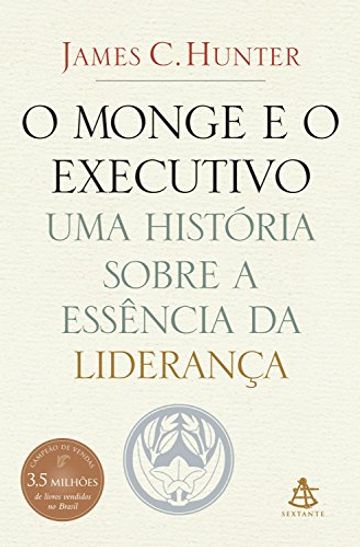 JAMES C. HUNTER
O MONGE E O
EXECUTIVO
UMA HISTÓRIA
SOBRE A
ESSÊNCIA DA
LIDERANÇA
CAMPEÃO DE VENDAS
3,5 MILHÕES
de livros vendidos
no Brasil
SEXTANTE